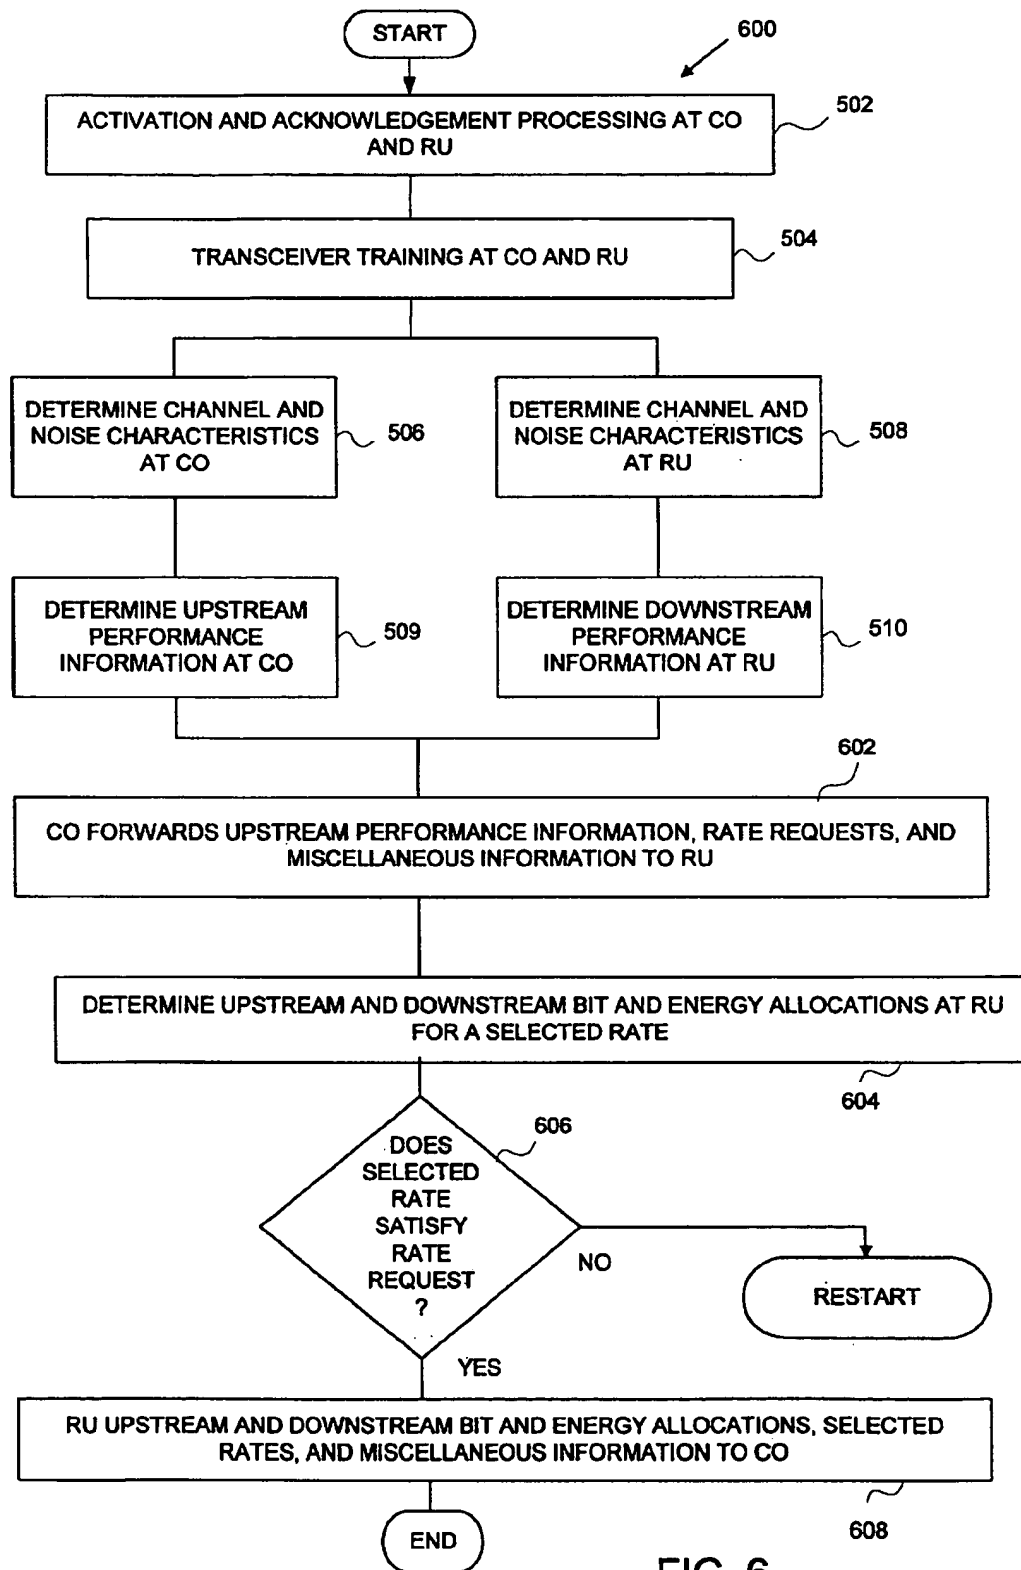 START
600
ACTIVATION AND ACKNOWLEDGEMENT PROCESSING AT CO
AND RU
502
TRANSCEIVER TRAINING AT CO AND RU
504
DETERMINE CHANNEL AND
NOISE CHARACTERISTICS
AT CO
506
DETERMINE CHANNEL AND
NOISE CHARACTERISTICS
AT RU
508
DETERMINE UPSTREAM
PERFORMANCE
INFORMATION AT CO
509
DETERMINE DOWNSTREAM
PERFORMANCE
INFORMATION AT RU
510
602
CO FORWARDS UPSTREAM PERFORMANCE INFORMATION, RATE REQUESTS, AND
MISCELLANEOUS INFORMATION TO RU
DETERMINE UPSTREAM AND DOWNSTREAM BIT AND ENERGY ALLOCATIONS AT RU
FOR A SELECTED RATE
604
606
DOES
SELECTED
RATE
SATISFY
RATE
REQUEST
?
NO
RESTART
YES
RU UPSTREAM AND DOWNSTREAM BIT AND ENERGY ALLOCATIONS, SELECTED
RATES, AND MISCELLANEOUS INFORMATION TO CO
608
END
FIG. 6